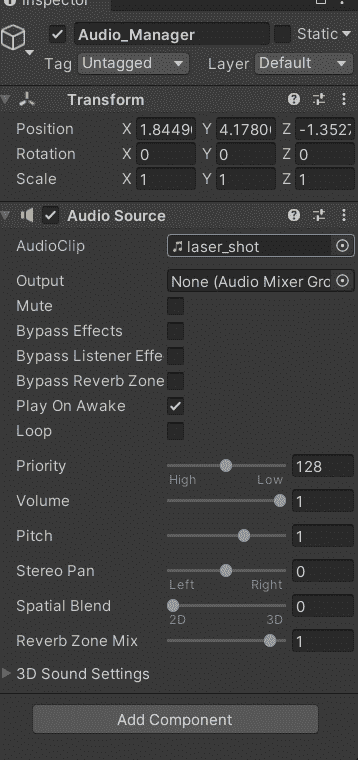 Inspector
Audio_Manager Static
Tag Untagged Layer Default
Transform
Position X 1.8449 Y 4.1780 Z -1.352
Rotation X 0 Y 0 Z 0
Scale X 1 Y 1 Z 1
Audio Source
AudioClip laser_shot
Output None (Audio Mixer Gro
Mute
Bypass Effects
Bypass Listener Effe
Bypass Reverb Zone
Play On Awake
Loop
Priority 128
High Low
Volume 1
Pitch 1
Stereo Pan 0
Left Right
Spatial Blend 0
2D 3D
Reverb Zone Mix 1
3D Sound Settings
Add Component